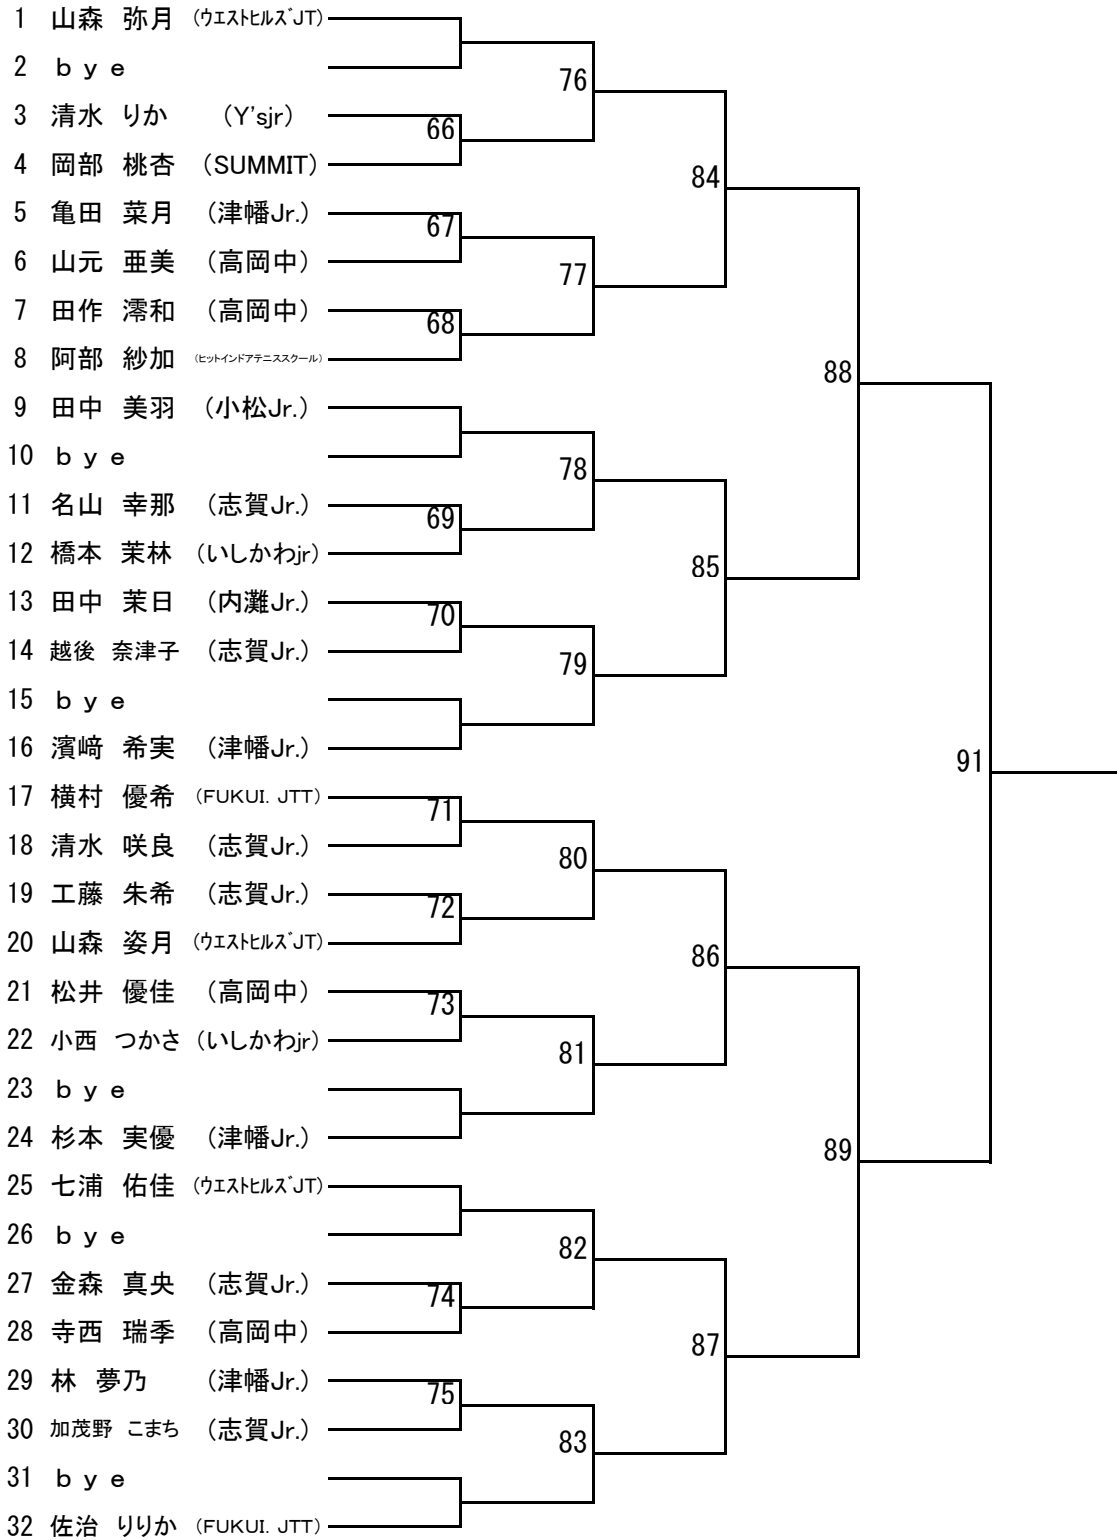 1 山森 弥月 (ｳｴｽﾄﾋﾙｽﾞJT)
2 ｂｙｅ
76
3 清水 りか (Y'sjr)
66
4 岡部 桃杏 (SUMMIT)
84
5 亀田 菜月 (津幡Jr.)
67
6 山元 亜美 (高岡中)
77
7 田作 澪和 (高岡中)
68
8 阿部 紗加 (ヒットインドアテニススクール)
88
9 田中 美羽 (小松Jr.)
10 ｂｙｅ
78
11 名山 幸那 (志賀Jr.)
69
12 橋本 茉林 (いしかわjr)
85
13 田中 茉日 (内灘Jr.)
70
14 越後 奈津子 (志賀Jr.)
79
15 ｂｙｅ
16 濱﨑 希実 (津幡Jr.)
91
17 横村 優希 (FUKUI. JTT)
71
18 清水 咲良 (志賀Jr.)
80
19 工藤 朱希 (志賀Jr.)
72
20 山森 姿月 (ｳｴｽﾄﾋﾙｽﾞJT)
86
21 松井 優佳 (高岡中)
73
22 小西 つかさ (いしかわjr)
81
23 ｂｙｅ
24 杉本 実優 (津幡Jr.)
89
25 七浦 佑佳 (ｳｴｽﾄﾋﾙｽﾞJT)
26 ｂｙｅ
82
27 金森 真央 (志賀Jr.)
74
28 寺西 瑞季 (高岡中)
87
29 林 夢乃 (津幡Jr.)
75
30 加茂野 こまち (志賀Jr.)
83
31 ｂｙｅ
32 佐治 りりか (FUKUI. JTT)